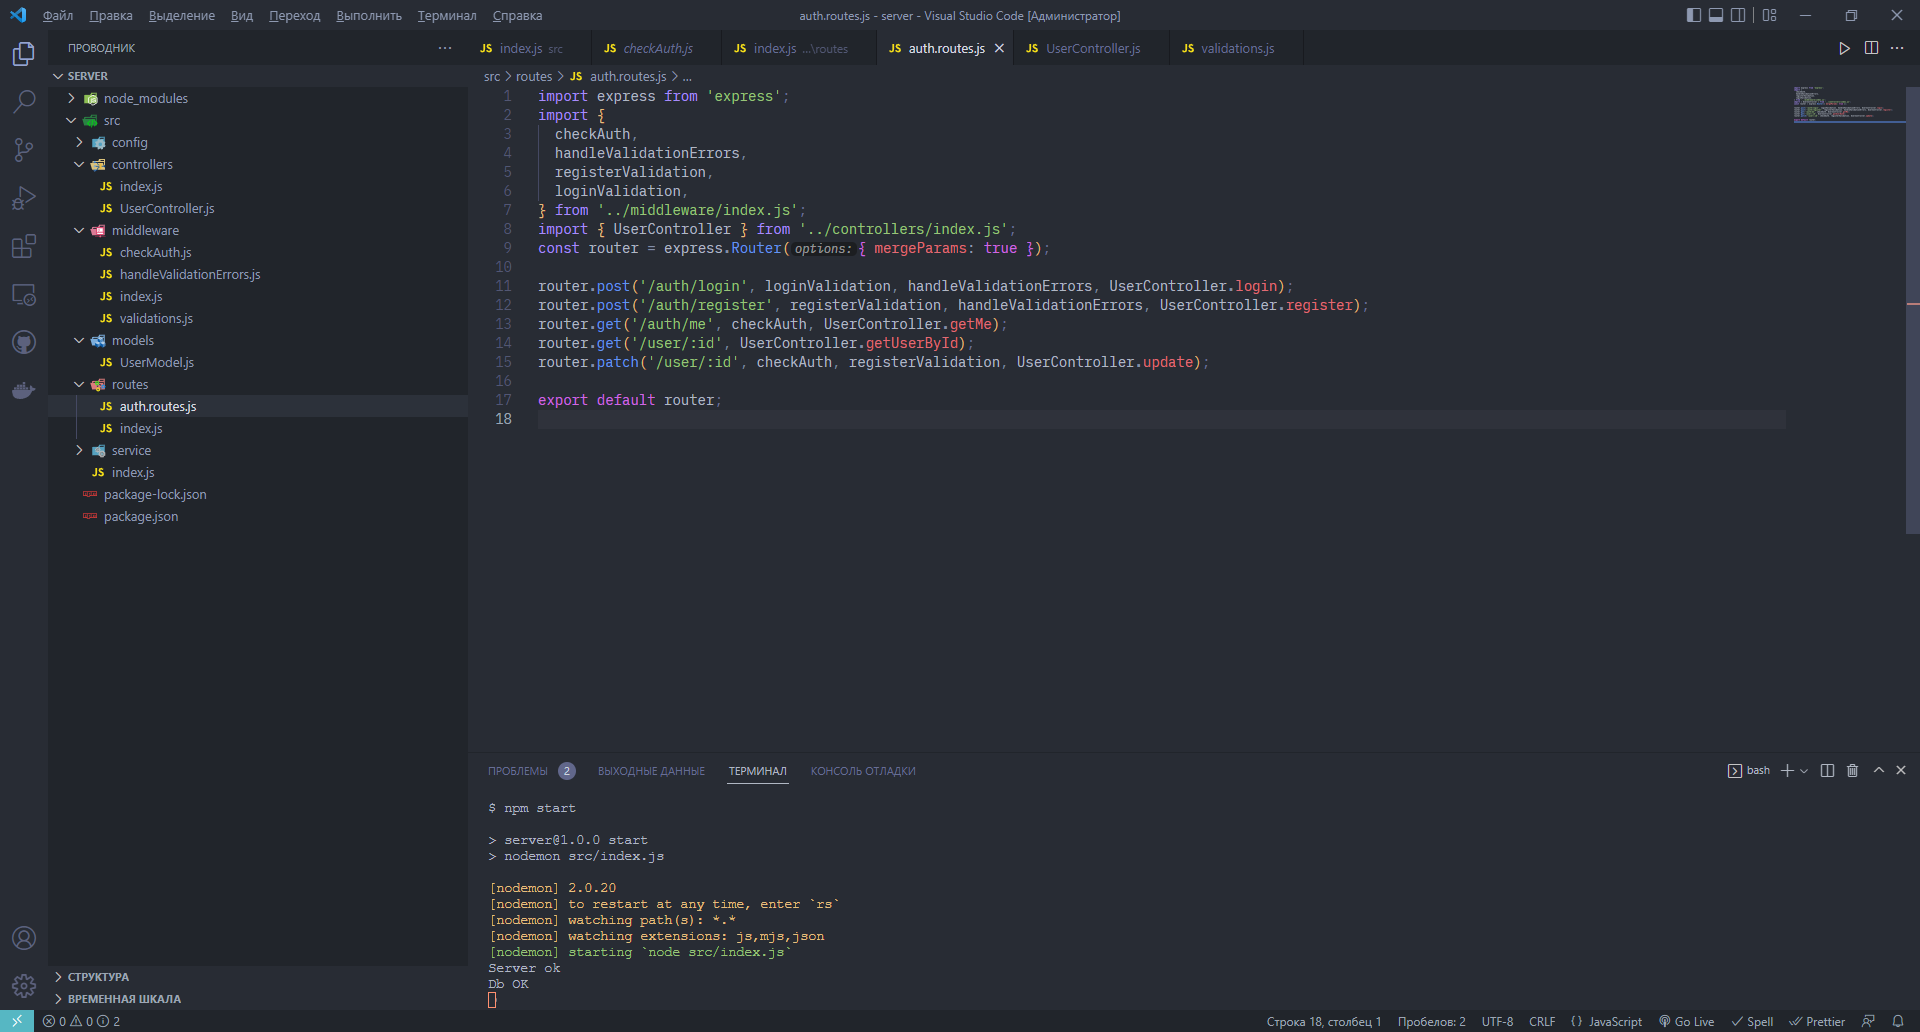 Файл Правка Выделение Вид Переход Выполнить Терминал Справка
auth.routes.js - server - Visual Studio Code [Администратор]
ПРОВОДНИК
SERVER
node_modules
src
config
controllers
JS index.js
JS UserController.js
middleware
JS checkAuth.js
JS handleValidationErrors.js
JS index.js
JS validations.js
models
JS UserModel.js
routes
JS auth.routes.js
JS index.js
service
JS index.js
package-lock.json
package.json
СТРУКТУРА
ВРЕМЕННАЯ ШКАЛА
JS index.js src JS checkAuth.js JS index.js ...\routes JS auth.routes.js JS UserController.js JS validations.js
src > routes > JS auth.routes.js > ...
1 import express from 'express';
2 import {
3 checkAuth,
4 handleValidationErrors,
5 registerValidation,
6 loginValidation,
7 } from '../middleware/index.js';
8 import { UserController } from '../controllers/index.js';
9 const router = express.Router(options:{ mergeParams: true });
10
11 router.post('/auth/login', loginValidation, handleValidationErrors, UserController.login);
12 router.post('/auth/register', registerValidation, handleValidationErrors, UserController.register);
13 router.get('/auth/me', checkAuth, UserController.getMe);
14 router.get('/user/:id', UserController.getUserById);
15 router.patch('/user/:id', checkAuth, registerValidation, UserController.update);
16
17 export default router;
18
ПРОБЛЕМЫ 2 ВЫХОДНЫЕ ДАННЫЕ ТЕРМИНАЛ КОНСОЛЬ ОТЛАДКИ
bash
$ npm start
> server@1.0.0 start
> nodemon src/index.js
[nodemon] 2.0.20
[nodemon] to restart at any time, enter `rs`
[nodemon] watching path(s): *.*
[nodemon] watching extensions: js,mjs,json
[nodemon] starting `node src/index.js`
Server ok
Db OK
0 0 2
Строка 18, столбец 1 Пробелов: 2 UTF-8 CRLF {} JavaScript Go Live Spell Prettier